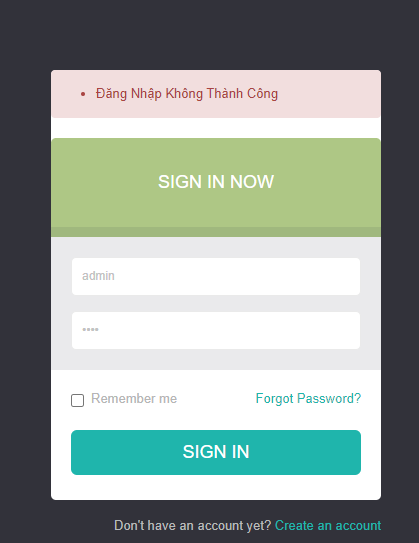 Đăng Nhập Không Thành Công
SIGN IN NOW
admin
••••
Remember me
Forgot Password?
SIGN IN
Don't have an account yet? Create an account